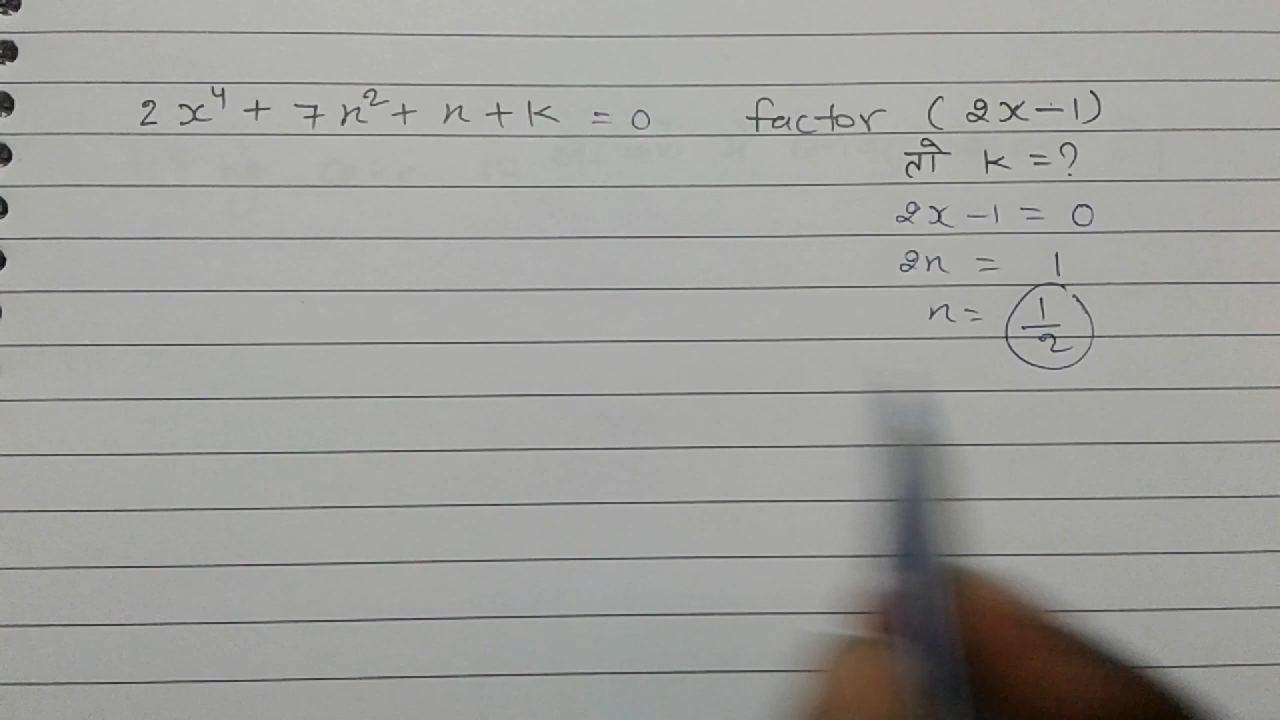 2x⁴ + 7x² + x + k = 0 factor (2x-1)
तो k = ?
2x - 1 = 0
2x = 1
x = 1/2